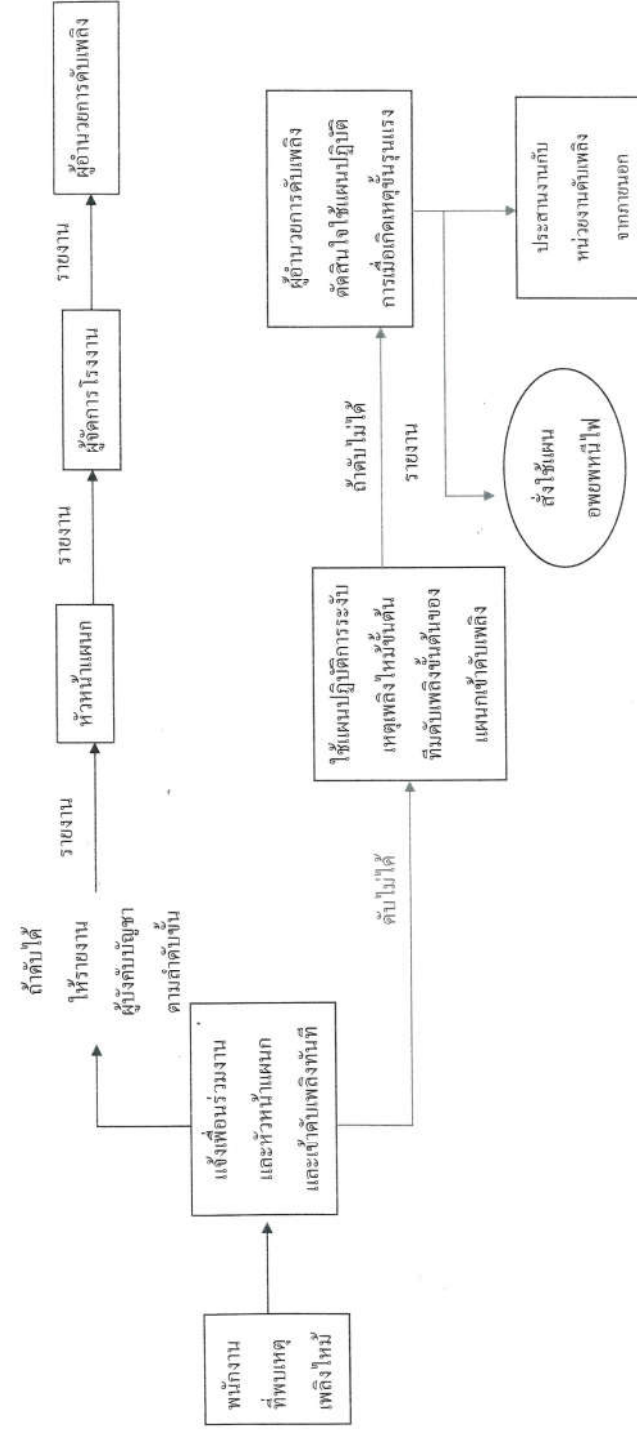 พนักงาน
ที่พบเหตุ
เพลิงไหม้
แจ้งเพื่อนร่วมงาน
และหัวหน้าแผนก
และเข้าดับเพลิงทันที
ถ้าดับได้
ให้รายงาน
ผู้บังคับบัญชา
ตามลำดับขั้น
รายงาน
หัวหน้าแผนก
รายงาน
ผู้จัดการโรงงาน
รายงาน
ผู้อำนวยการดับเพลิง
ดับไม่ได้
ใช้แผนปฏิบัติการระงับ
เหตุเพลิงไหม้ขั้นต้น
ทีมดับเพลิงขั้นต้นของ
แผนกเข้าดับเพลิง
ถ้าดับไม่ได้
รายงาน
ผู้อำนวยการดับเพลิง
ตัดสินใจใช้แผนปฏิบัติ
การเมื่อเกิดเหตุขั้นรุนแรง
สั่งใช้แผน
อพยพหนีไฟ
ประสานงานกับ
หน่วยงานดับเพลิง
จากภายนอก